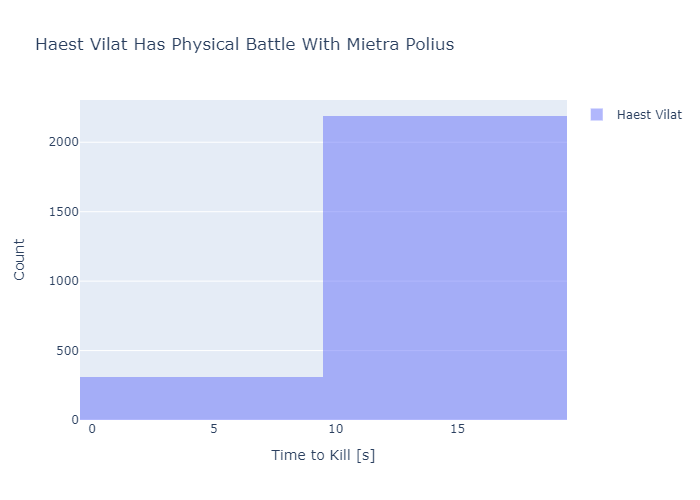 Haest Vilat Has Physical Battle With Mietra Polius
Haest Vilat
2000
1500
1000
500
0
Count
0 5 10 15
Time to Kill [s]